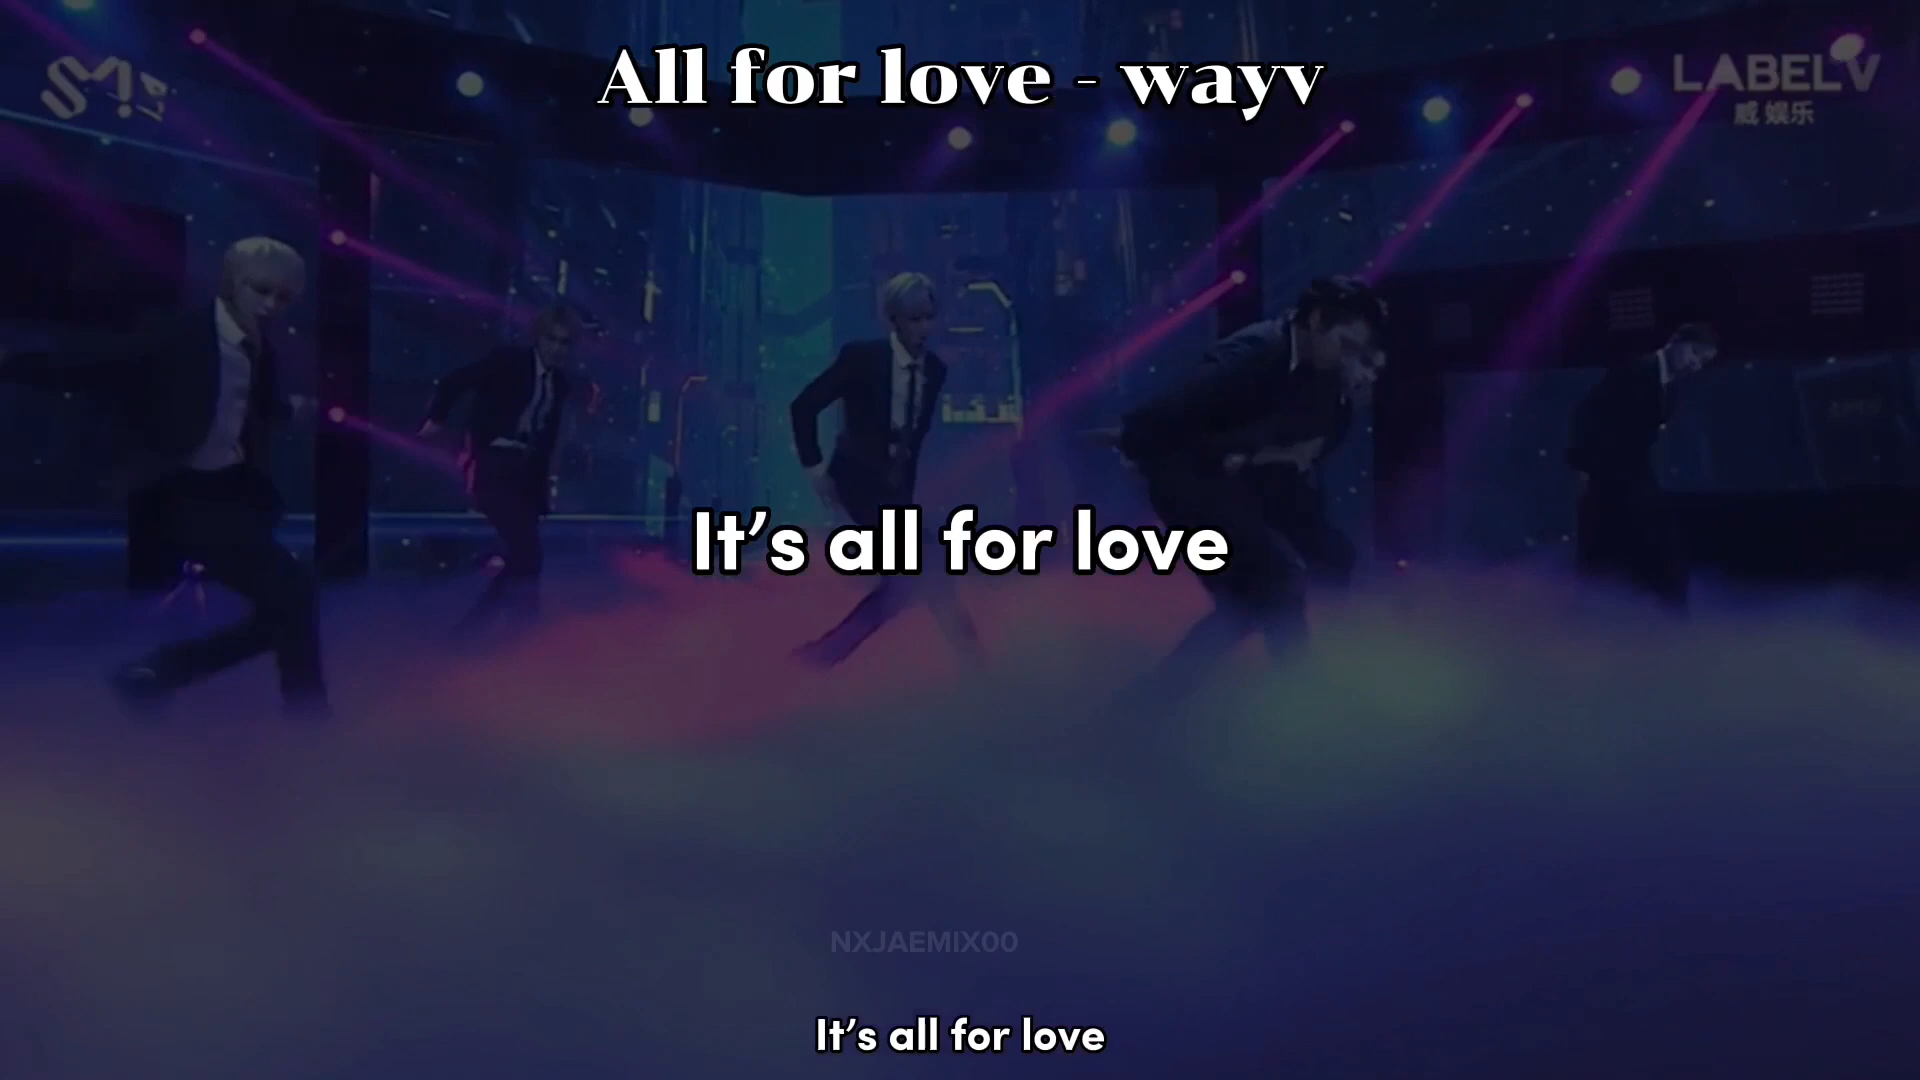 All for love - wayv
LABEL V
威 娱乐
It's all for love
NXJAEMIX00
It's all for love